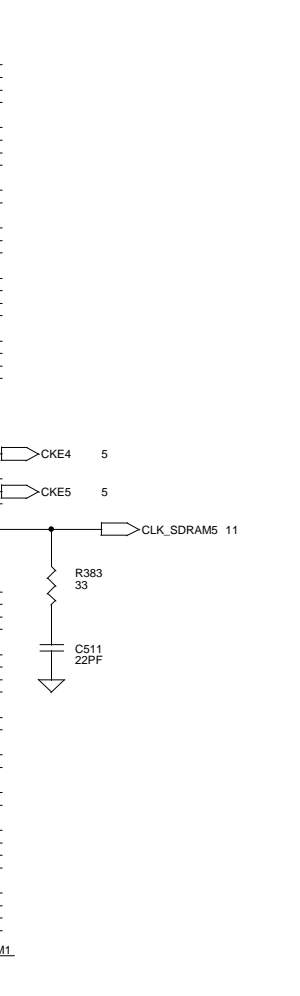 CKE4 5
CKE5 5
CLK_SDRAM5 11
R383
33
C511
22PF
M1